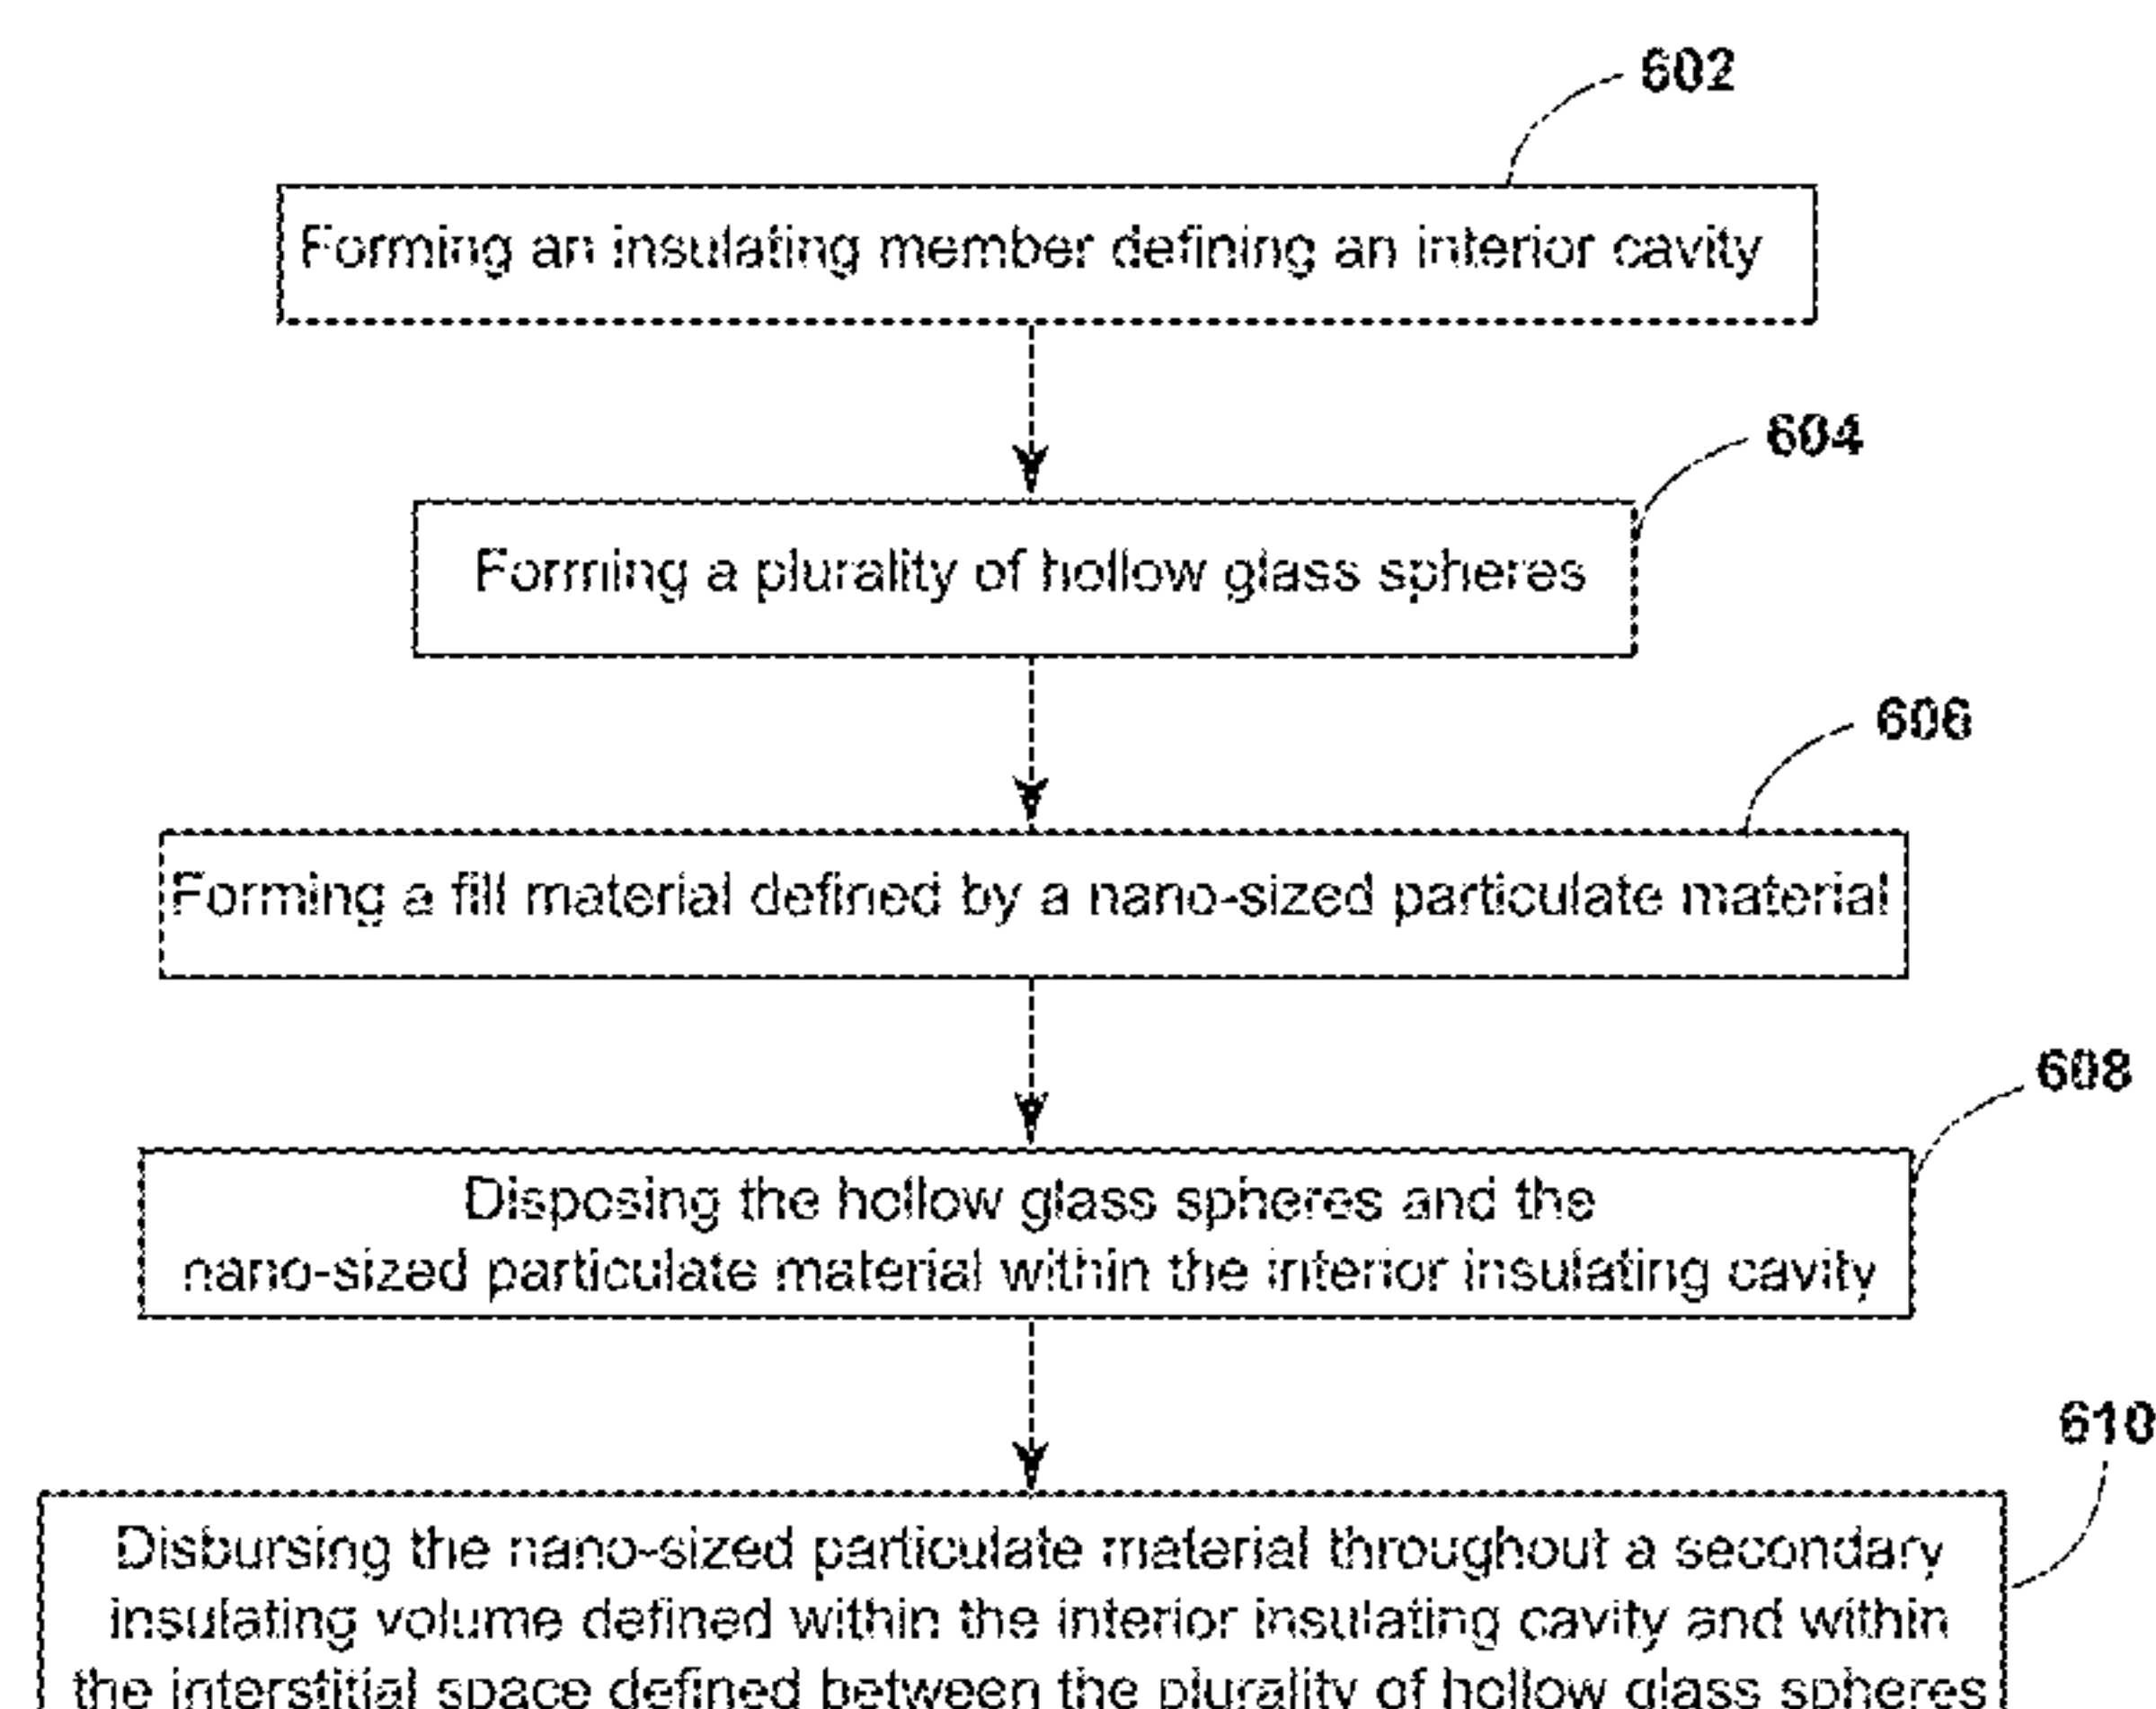 602
Forming an insulating member defining an interior cavity
604
Forming a plurality of hollow glass spheres
606
Forming a fill material defined by a nano-sized particulate material
608
Disposing the hollow glass spheres and the
nano-sized particulate material within the interior insulating cavity
610
Disbursing the nano-sized particulate material throughout a secondary
insulating volume defined within the interior insulating cavity and within
the interstitial space defined between the plurality of hollow glass spheres